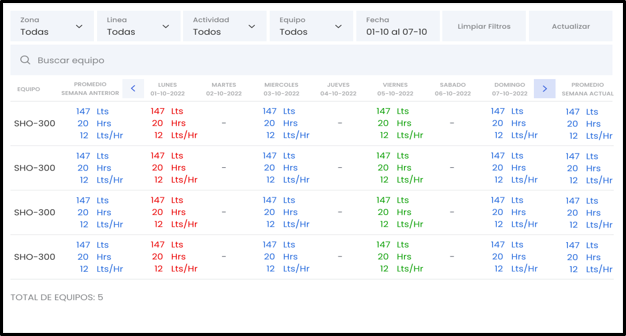 Zona Linea Actividad Equipo Fecha
Todas Todas Todos Todos 01-10 al 07-10 Limpiar Filtros Actualizar
Buscar equipo
EQUIPO PROMEDIO SEMANA ANTERIOR LUNES 01-10-2022 MARTES 02-10-2022 MIERCOLES 03-10-2022 JUEVES 04-10-2022 VIERNES 05-10-2022 SABADO 06-10-2022 DOMINGO 07-10-2022 PROMEDIO SEMANA ACTUAL
147 Lts 147 Lts 147 Lts 147 Lts 147 Lts 147 Lts
SHO-300 20 Hrs 20 Hrs - 20 Hrs - 20 Hrs - 20 Hrs 20 Hrs
12 Lts/Hr 12 Lts/Hr 12 Lts/Hr 12 Lts/Hr 12 Lts/Hr 12 Lts/Hr
147 Lts 147 Lts 147 Lts 147 Lts 147 Lts 147 Lts
SHO-300 20 Hrs 20 Hrs - 20 Hrs - 20 Hrs - 20 Hrs 20 Hrs
12 Lts/Hr 12 Lts/Hr 12 Lts/Hr 12 Lts/Hr 12 Lts/Hr 12 Lts/Hr
147 Lts 147 Lts 147 Lts 147 Lts 147 Lts 147 Lts
SHO-300 20 Hrs 20 Hrs - 20 Hrs - 20 Hrs - 20 Hrs 20 Hrs
12 Lts/Hr 12 Lts/Hr 12 Lts/Hr 12 Lts/Hr 12 Lts/Hr 12 Lts/Hr
147 Lts 147 Lts 147 Lts 147 Lts 147 Lts 147 Lts
SHO-300 20 Hrs 20 Hrs - 20 Hrs - 20 Hrs - 20 Hrs 20 Hrs
12 Lts/Hr 12 Lts/Hr 12 Lts/Hr 12 Lts/Hr 12 Lts/Hr 12 Lts/Hr
TOTAL DE EQUIPOS: 5